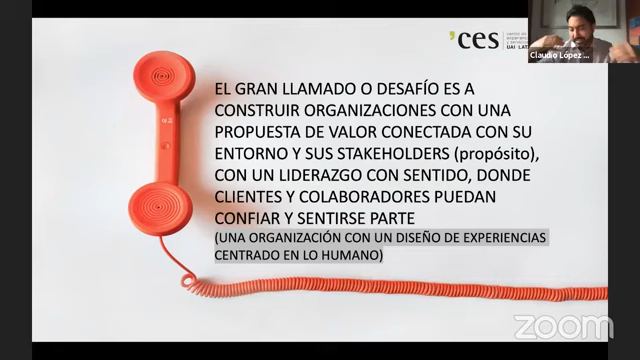 'ces
UAI
Claudio López
EL GRAN LLAMADO O DESAFÍO ES A
CONSTRUIR ORGANIZACIONES CON UNA
PROPUESTA DE VALOR CONECTADA CON SU
ENTORNO Y SUS STAKEHOLDERS (propósito),
CON UN LIDERAZGO CON SENTIDO, DONDE
CLIENTES Y COLABORADORES PUEDAN
CONFIAR Y SENTIRSE PARTE
(UNA ORGANIZACIÓN CON UN DISEÑO DE EXPERIENCIAS
CENTRADO EN LO HUMANO)
zoom